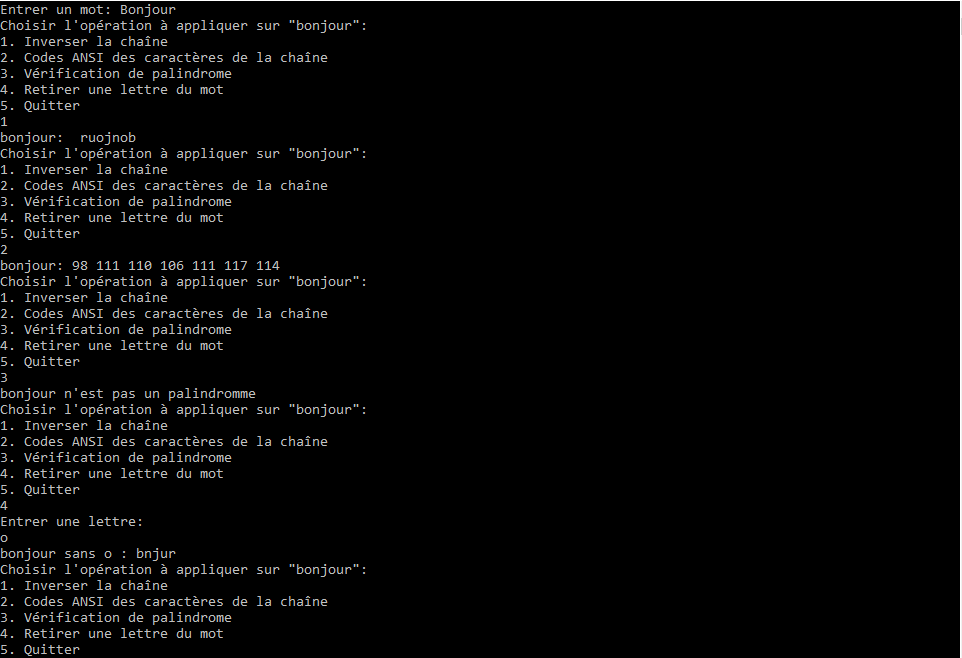 Entrer un mot: Bonjour
Choisir l'opération à appliquer sur "bonjour":
1. Inverser la chaîne
2. Codes ANSI des caractères de la chaîne
3. Vérification de palindrome
4. Retirer une lettre du mot
5. Quitter
1
bonjour:  ruojnob
Choisir l'opération à appliquer sur "bonjour":
1. Inverser la chaîne
2. Codes ANSI des caractères de la chaîne
3. Vérification de palindrome
4. Retirer une lettre du mot
5. Quitter
2
bonjour: 98 111 110 106 111 117 114
Choisir l'opération à appliquer sur "bonjour":
1. Inverser la chaîne
2. Codes ANSI des caractères de la chaîne
3. Vérification de palindrome
4. Retirer une lettre du mot
5. Quitter
3
bonjour n'est pas un palindromme
Choisir l'opération à appliquer sur "bonjour":
1. Inverser la chaîne
2. Codes ANSI des caractères de la chaîne
3. Vérification de palindrome
4. Retirer une lettre du mot
5. Quitter
4
Entrer une lettre:
o
bonjour sans o : bnjur
Choisir l'opération à appliquer sur "bonjour":
1. Inverser la chaîne
2. Codes ANSI des caractères de la chaîne
3. Vérification de palindrome
4. Retirer une lettre du mot
5. Quitter